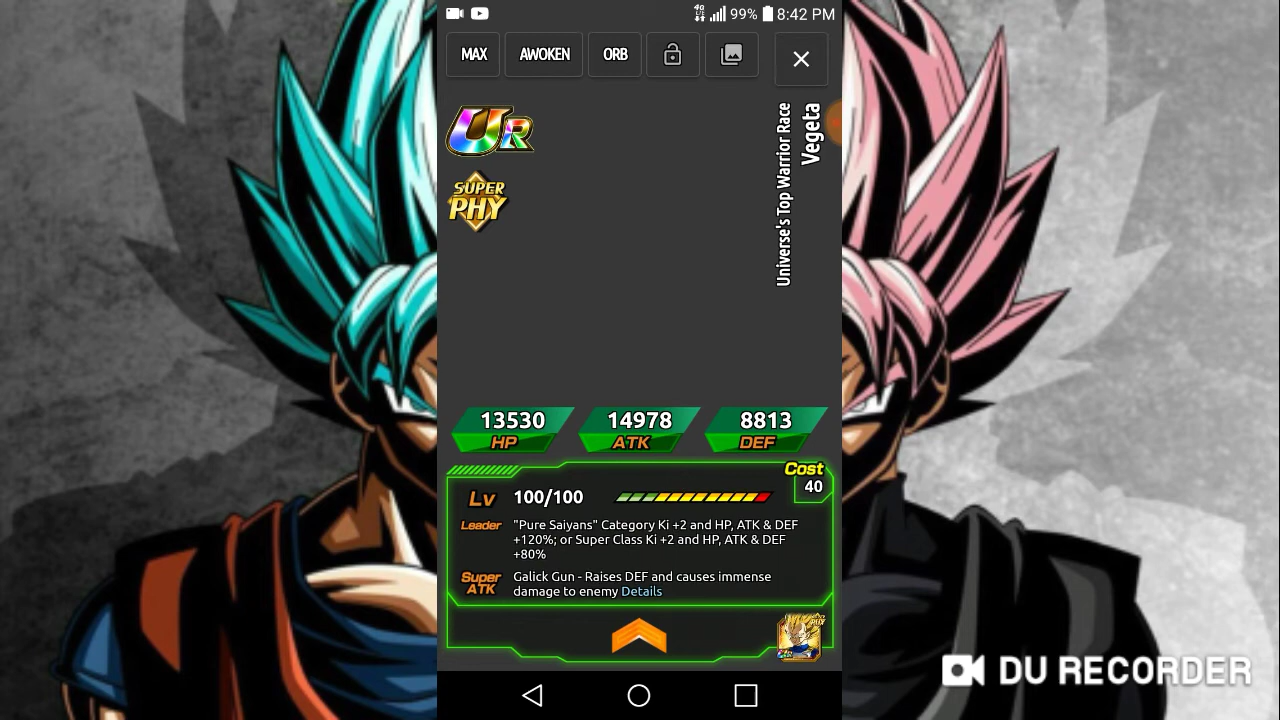 99% 8:42 PM
MAX AWOKEN ORB
UR
SUPER
PHY
Universe's Top Warrior Race
Vegeta
13530 14978 8813
HP ATK DEF
Cost
40
Lv 100/100
Leader "Pure Saiyans" Category Ki +2 and HP, ATK & DEF
+120%; or Super Class Ki +2 and HP, ATK & DEF
+80%
Super
ATK
Galick Gun - Raises DEF and causes immense
damage to enemy Details
DU RECORDER